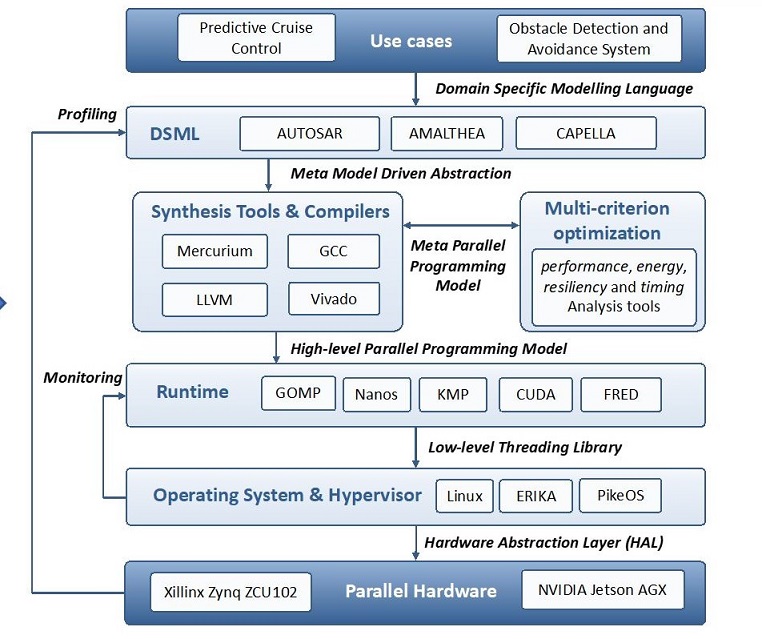 Predictive Cruise
Control
Use cases
Obstacle Detection and
Avoidance System
Domain Specific Modelling Language
Profiling
DSML
AUTOSAR
AMALTHEA
CAPELLA
Meta Model Driven Abstraction
Synthesis Tools & Compilers
Mercurium
GCC
LLVM
Vivado
Meta Parallel
Programming
Model
Multi-criterion
optimization
performance, energy,
resiliency and timing
Analysis tools
High-level Parallel Programming Model
Monitoring
Runtime
GOMP
Nanos
KMP
CUDA
FRED
Low-level Threading Library
Operating System & Hypervisor
Linux
ERIKA
PikeOS
Hardware Abstraction Layer (HAL)
Xillinx Zynq ZCU102
Parallel Hardware
NVIDIA Jetson AGX